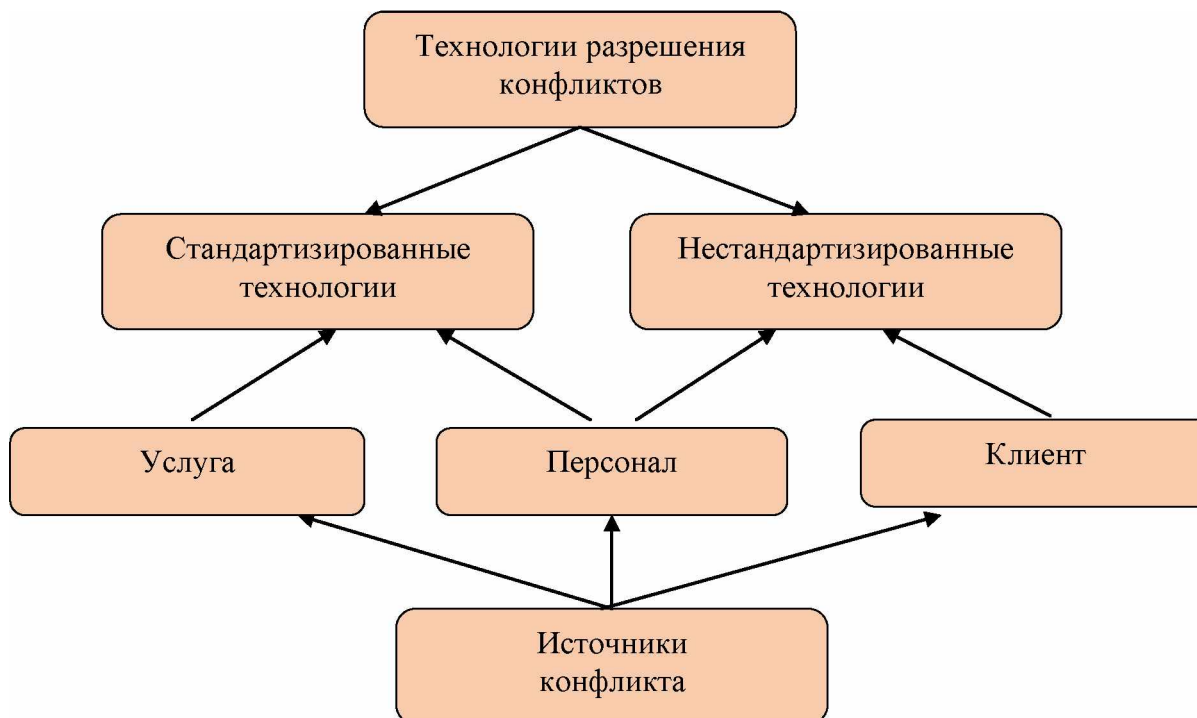 Технологии разрешения
конфликтов
Стандартизированные
технологии
Нестандартизированные
технологии
Услуга
Персонал
Клиент
Источники
конфликта